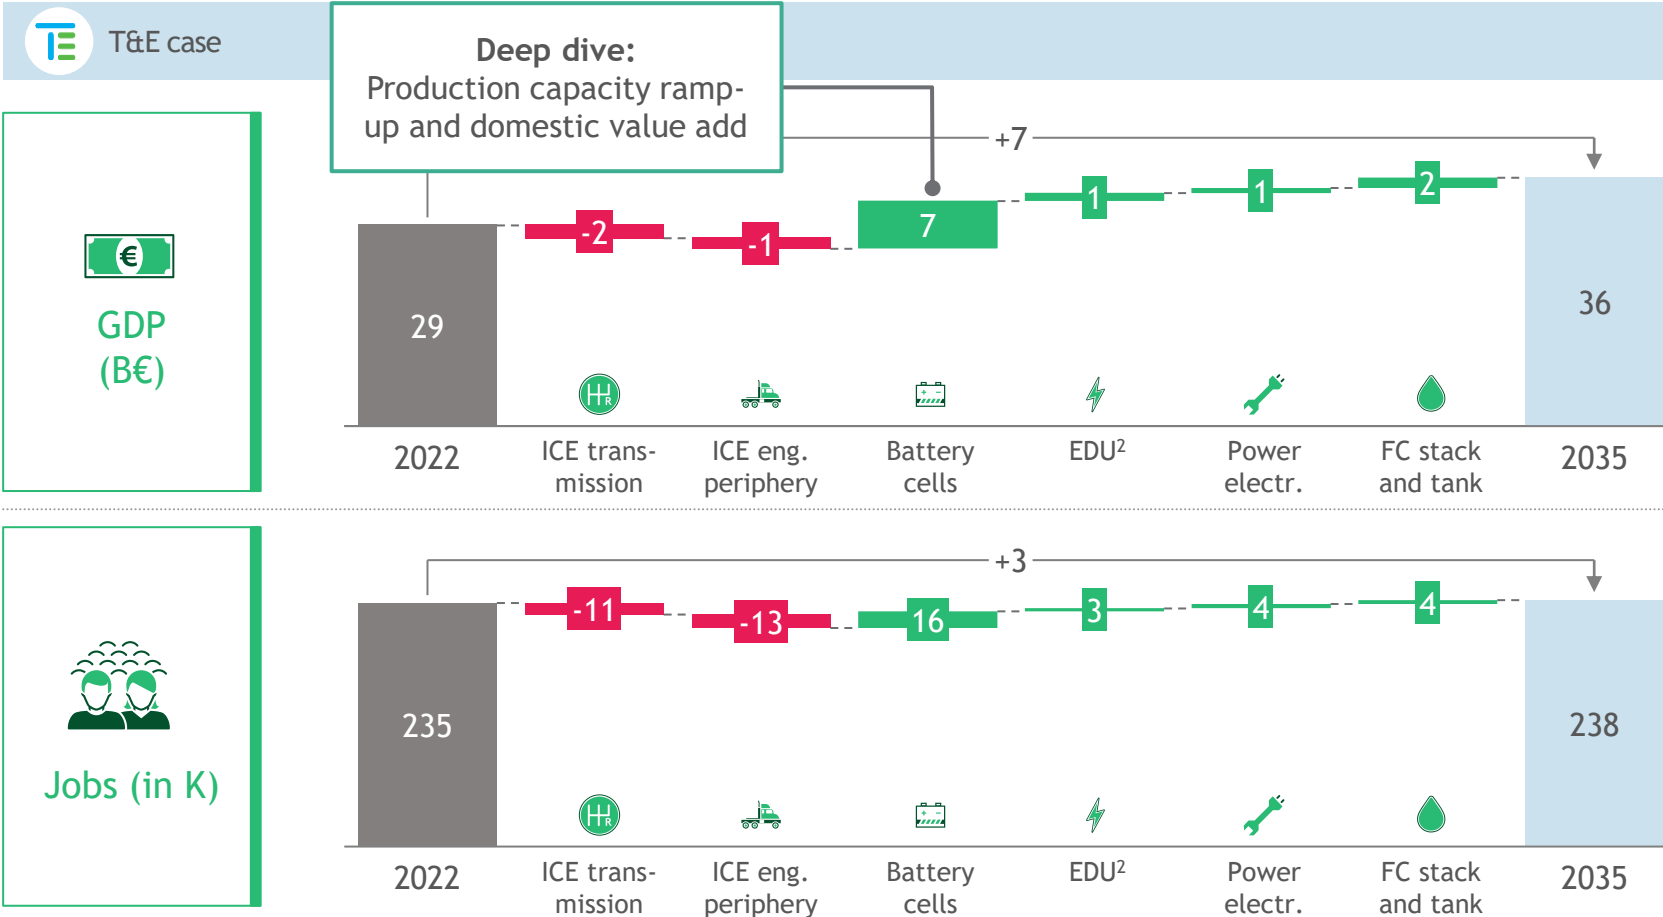 TE
T&E case
Deep dive:
Production capacity ramp-
up and domestic value add
GDP
(B€)
+7
29
-2
-1
7
1
1
2
36
R
2022
ICE trans-
mission
ICE eng.
periphery
Battery
cells
EDU²
Power
electr.
FC stack
and tank
2035
Jobs (in K)
+3
235
-11
-13
16
3
4
4
238
R
2022
ICE trans-
mission
ICE eng.
periphery
Battery
cells
EDU²
Power
electr.
FC stack
and tank
2035